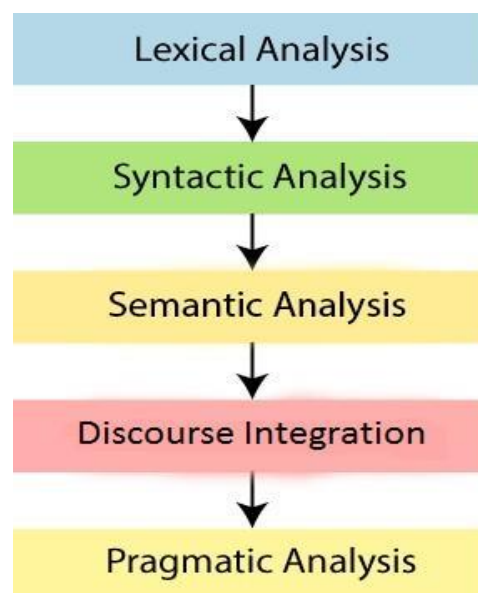 Lexical Analysis
Syntactic Analysis
Semantic Analysis
Discourse Integration
Pragmatic Analysis